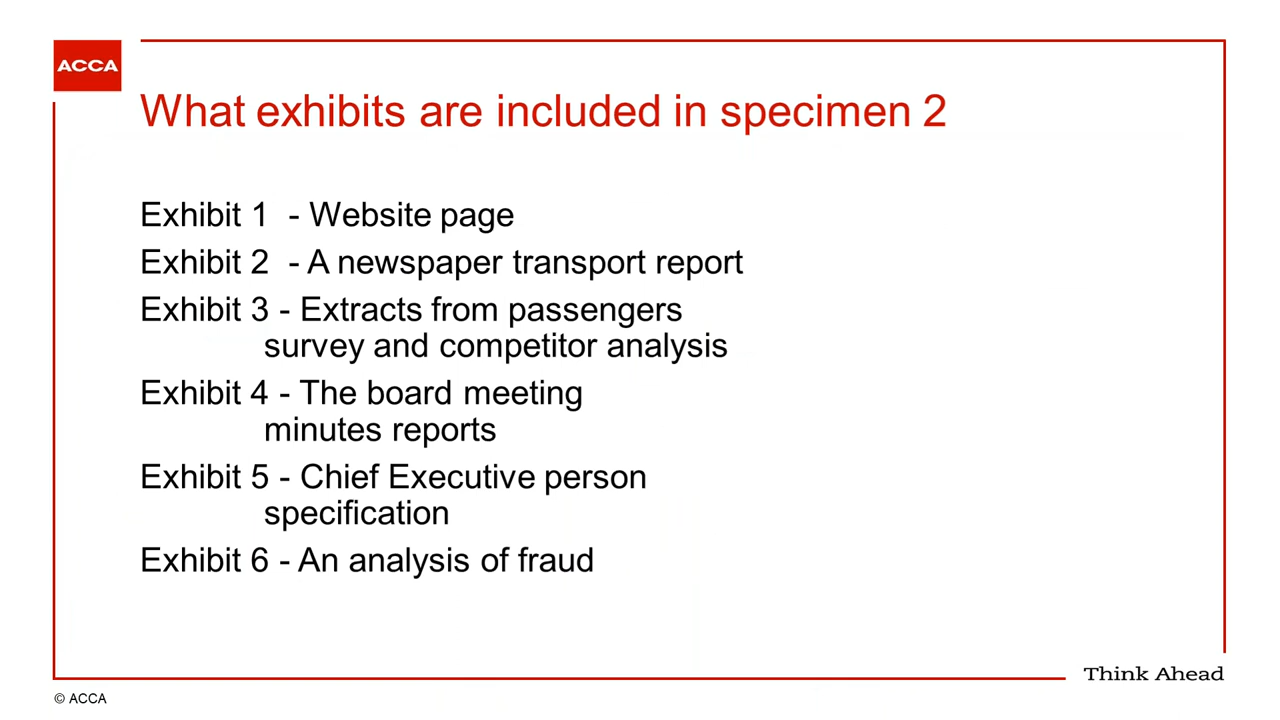 ACCA
What exhibits are included in specimen 2
Exhibit 1 - Website page
Exhibit 2 - A newspaper transport report
Exhibit 3 - Extracts from passengers
survey and competitor analysis
Exhibit 4 - The board meeting
minutes reports
Exhibit 5 - Chief Executive person
specification
Exhibit 6 - An analysis of fraud
Think Ahead
© ACCA